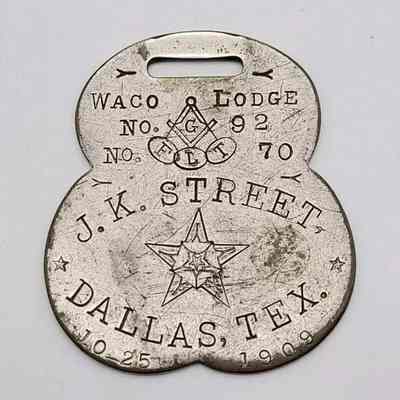 WACO LODGE
No. G 92
F L T
No. 70
J.K. STREET,
DALLAS, TEX.
10 25 1909